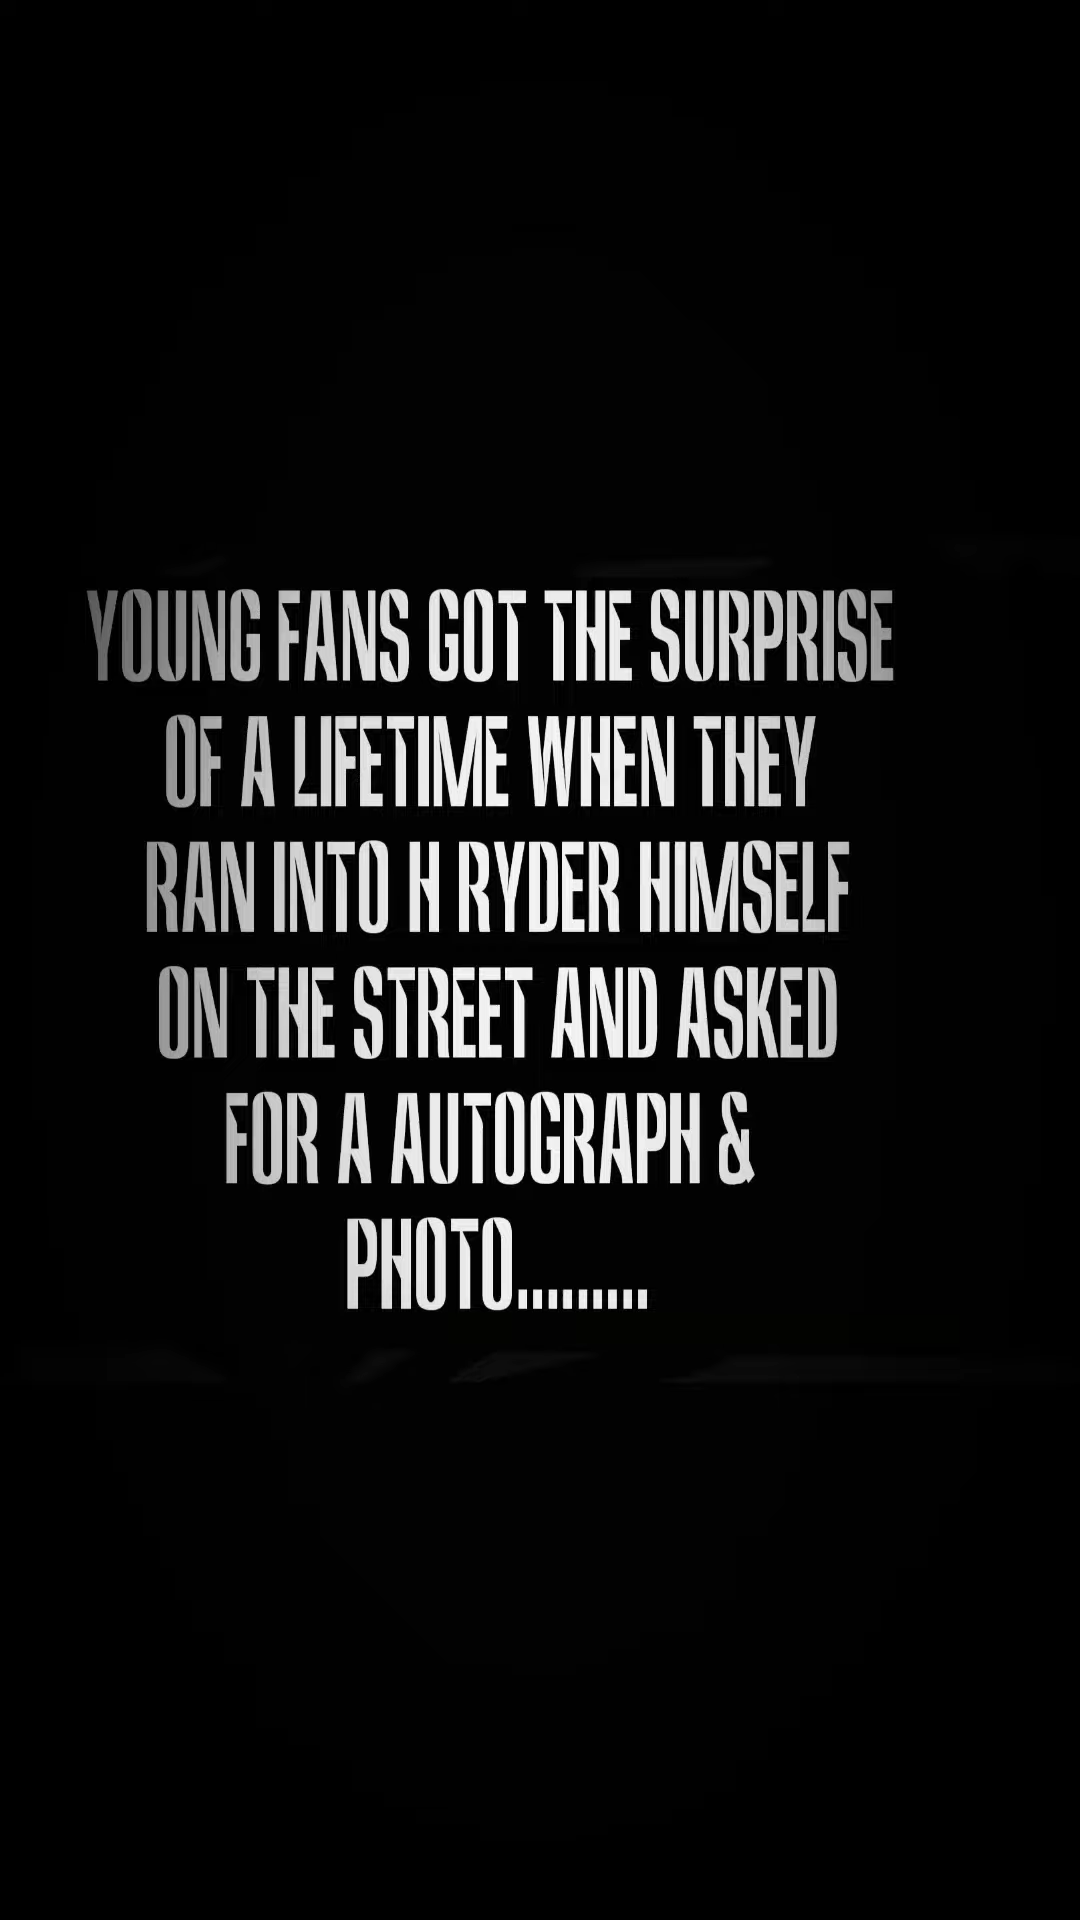 YOUNG FANS GOT THE SURPRISE
OF A LIFETIME WHEN THEY
RAN INTO H RYDER HIMSELF
ON THE STREET AND ASKED
FOR A AUTOGRAPH &
PHOTO.........